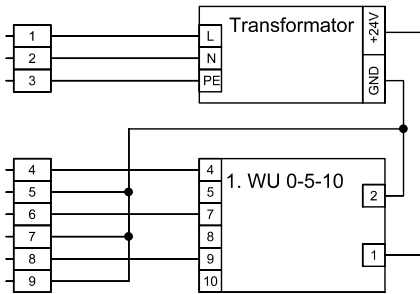 1 L Transformator +24V
2 N
3 PE GND
4 4 1. WU 0-5-10
5 5 2
6 7
7 8
8 9 1
9 10